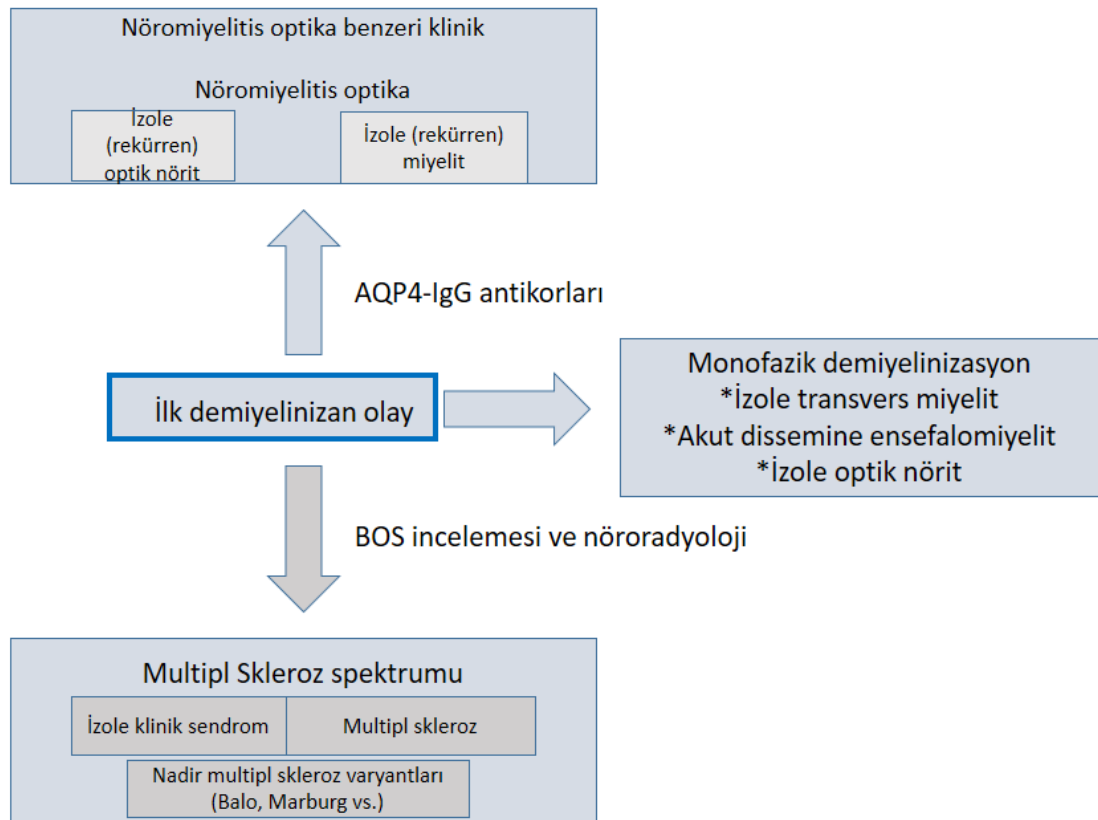 Nöromiyelitis optika benzeri klinik
Nöromiyelitis optika
İzole
(rekürren)
optik nörit
İzole (rekürren)
miyelit
AQP4-IgG antikorları
İlk demiyelinizan olay
Monofazik demiyelinizasyon
*İzole transvers miyelit
*Akut dissemine ensefalomiyelit
*İzole optik nörit
BOS incelemesi ve nöroradyoloji
Multipl Skleroz spektrumu
İzole klinik sendrom
Multipl skleroz
Nadir multipl skleroz varyantları
(Balo, Marburg vs.)